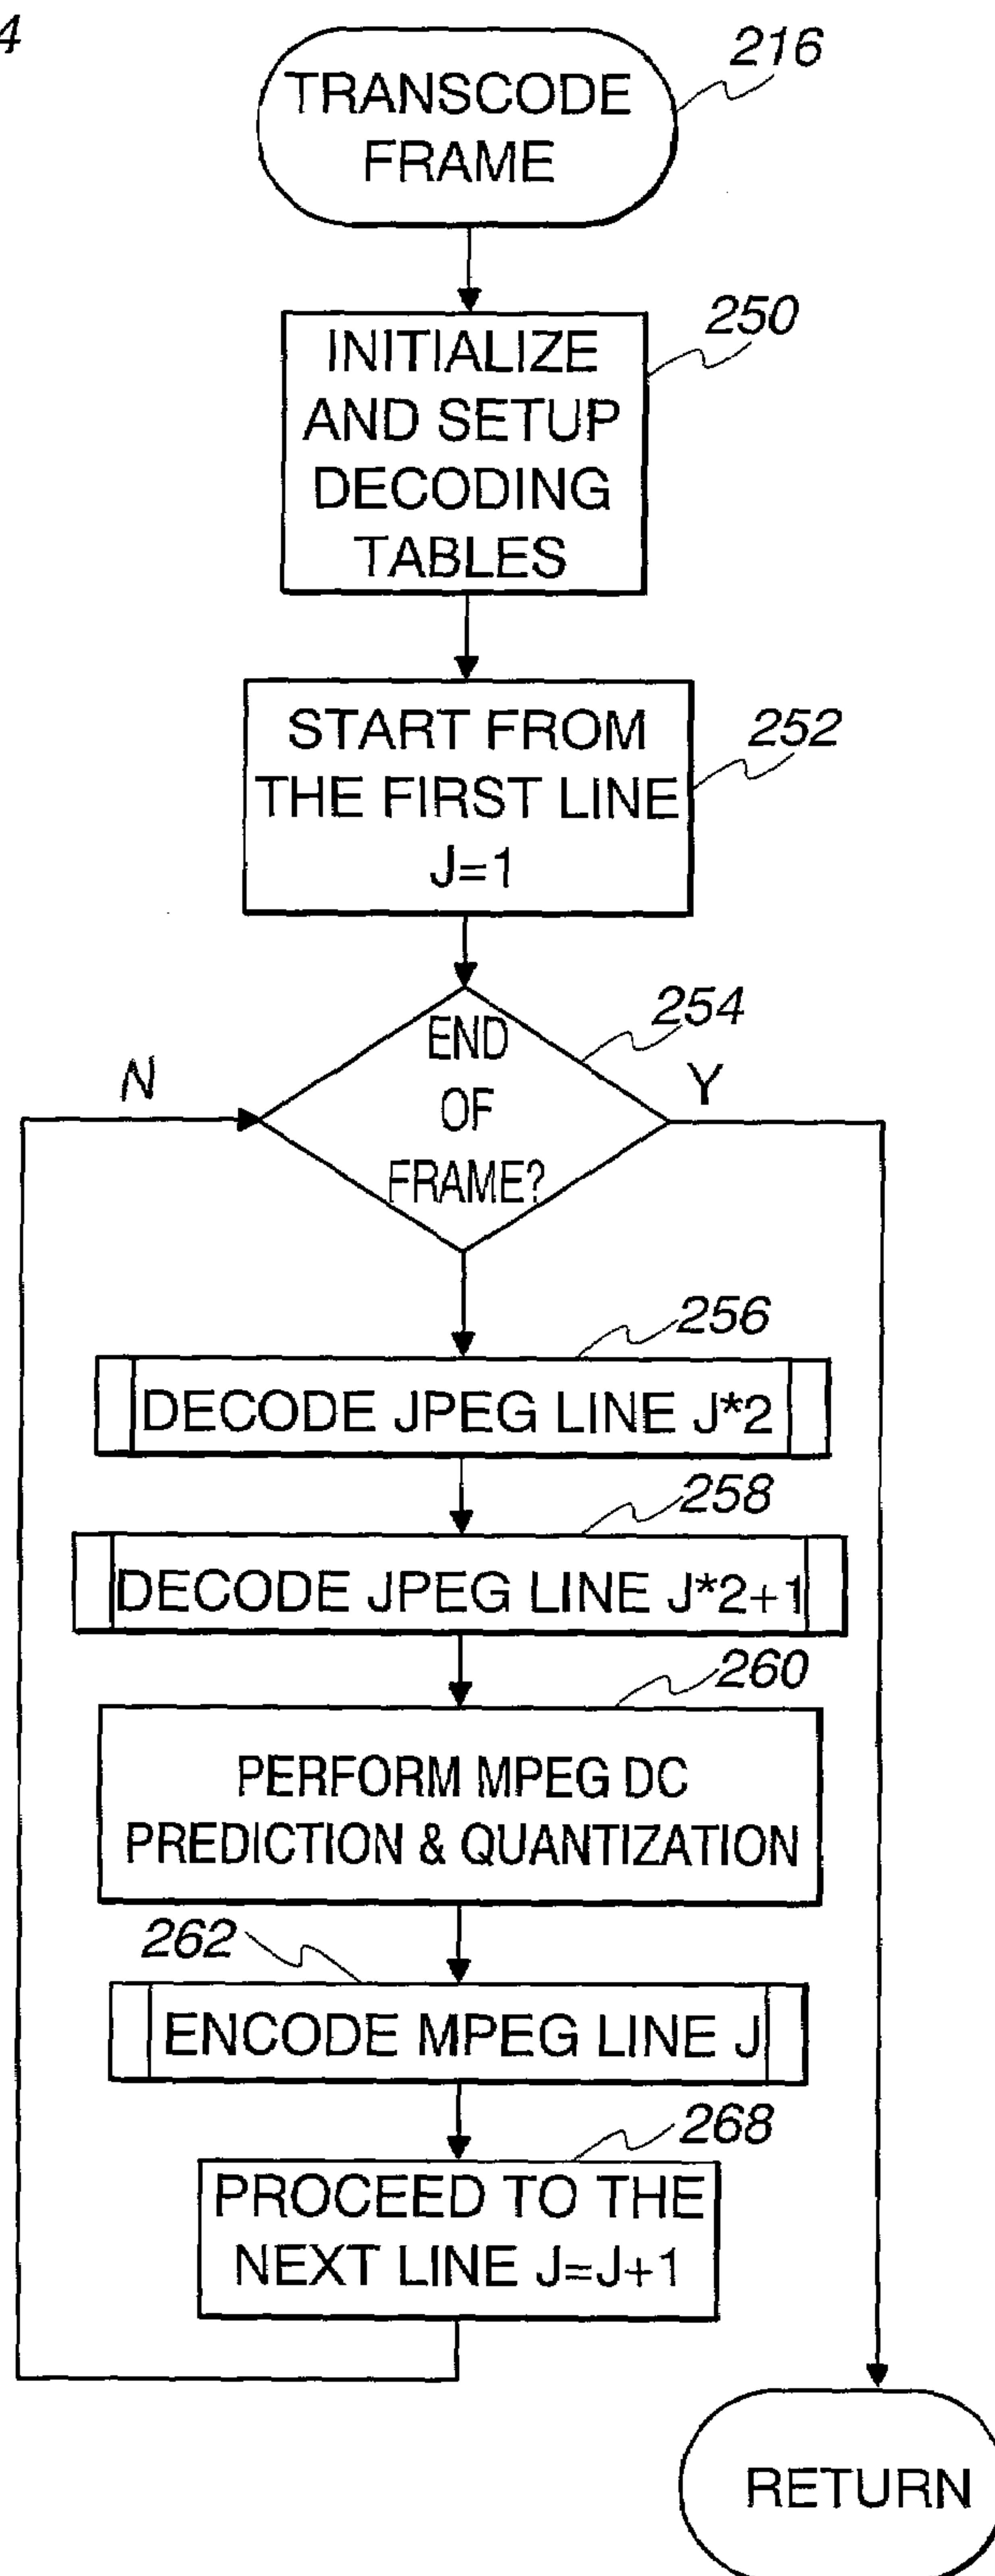 4
TRANSCODE
FRAME
216
INITIALIZE
AND SETUP
DECODING
TABLES
250
START FROM
THE FIRST LINE
J=1
252
END
OF
FRAME?
254
N
Y
256
DECODE JPEG LINE J*2
258
DECODE JPEG LINE J*2+1
260
PERFORM MPEG DC
PREDICTION & QUANTIZATION
262
ENCODE MPEG LINE J
268
PROCEED TO THE
NEXT LINE J=J+1
RETURN